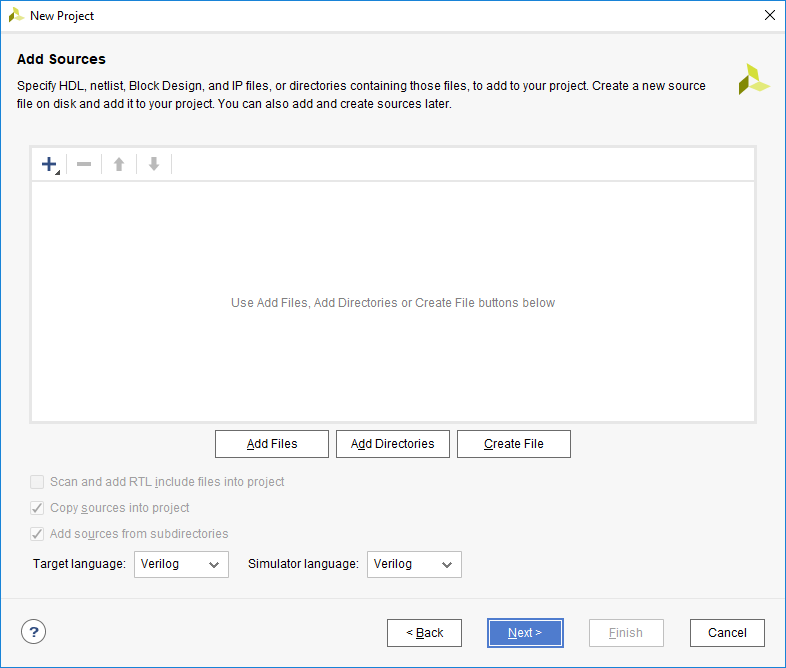 New Project
Add Sources
Specify HDL, netlist, Block Design, and IP files, or directories containing those files, to add to your project. Create a new source
file on disk and add it to your project. You can also add and create sources later.
Use Add Files, Add Directories or Create File buttons below
Add Files Add Directories Create File
Scan and add RTL include files into project
Copy sources into project
Add sources from subdirectories
Target language: Verilog Simulator language: Verilog
? < Back Next > Finish Cancel